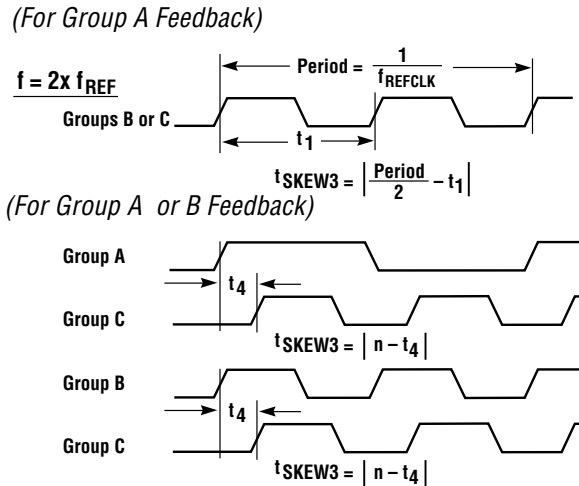 (For Group A Feedback)
Period = 1 / fREFCLK
f = 2x fREF
Groups B or C
t1
tSKEW3 = | Period / 2 – t1 |
(For Group A or B Feedback)
Group A
t4
Group C
tSKEW3 = | n – t4 |
Group B
t4
Group C
tSKEW3 = | n – t4 |